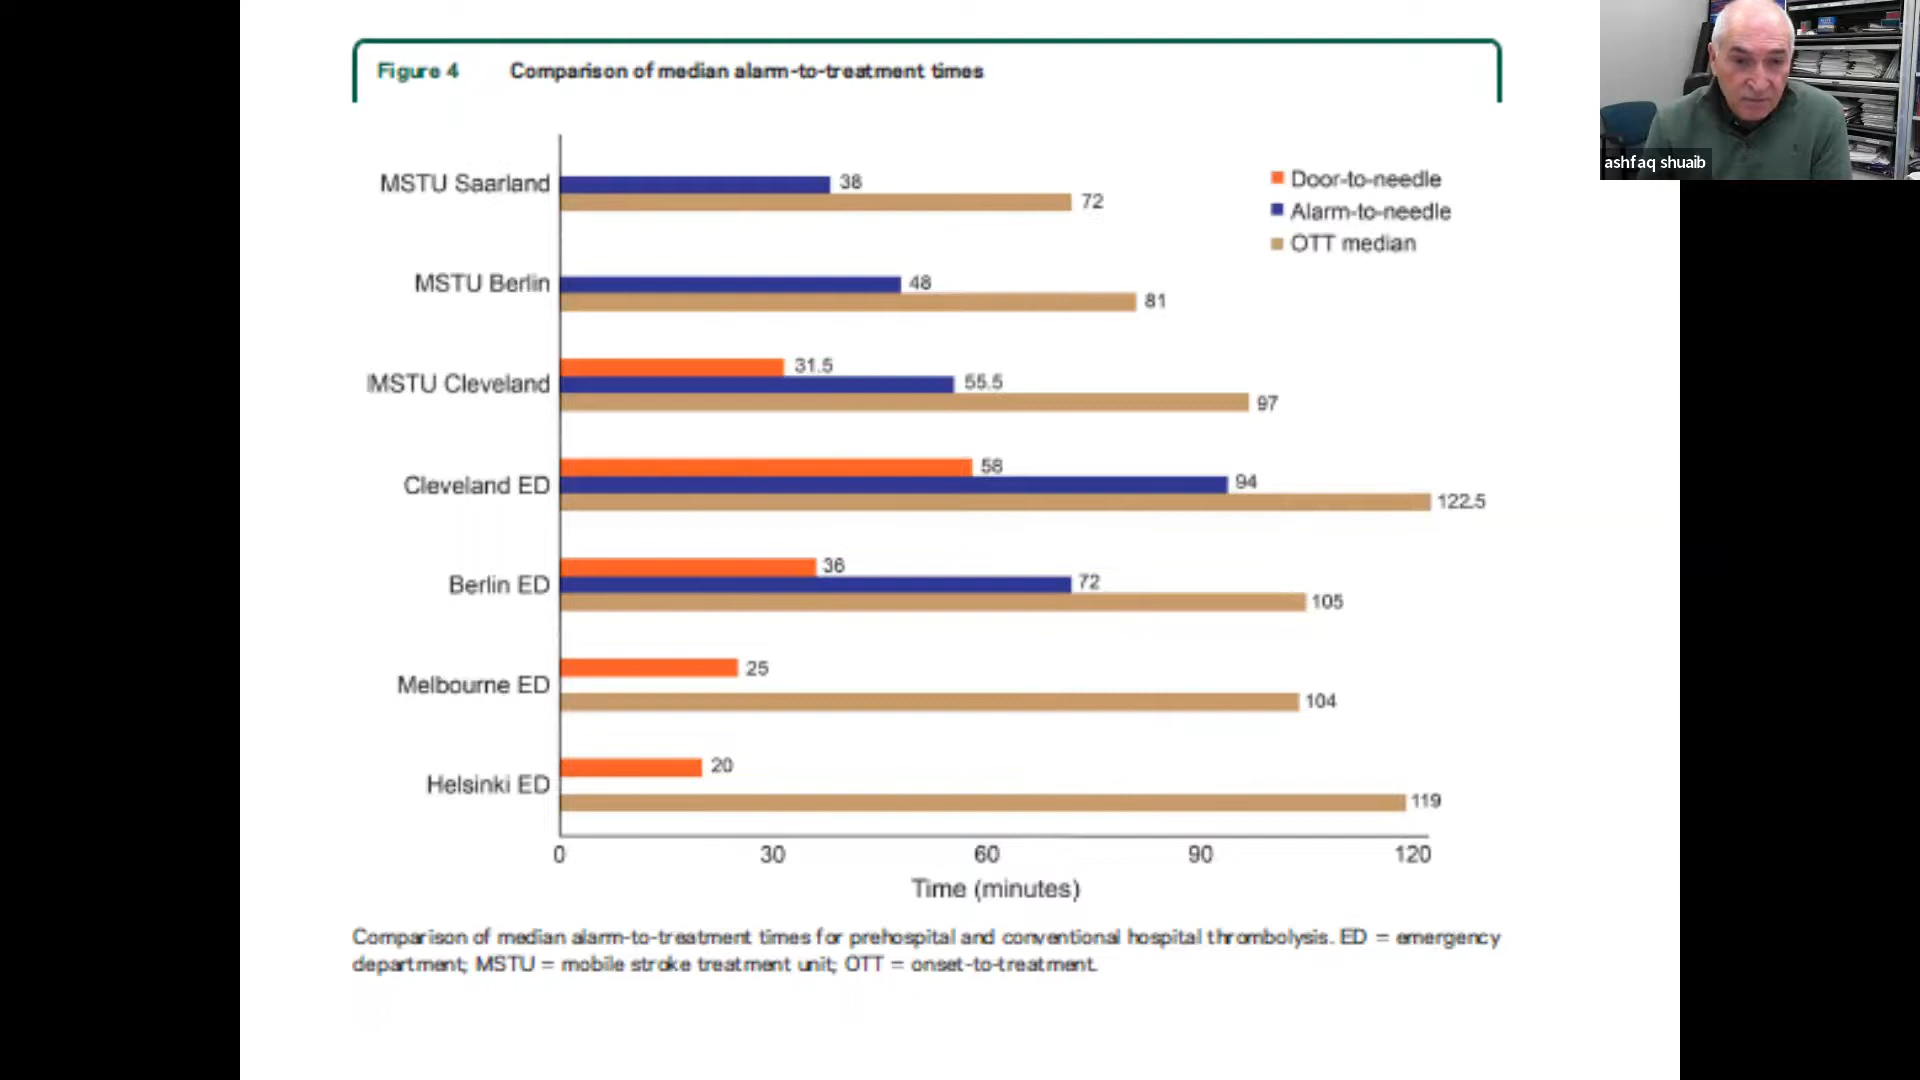 Figure 4 Comparison of median alarm-to-treatment times
ashfaq shuaib
MSTU Saarland 38 72
MSTU Berlin 48 81
MSTU Cleveland 31.5 55.5 97
Cleveland ED 58 94 122.5
Berlin ED 36 72 105
Melbourne ED 25 104
Helsinki ED 20 119
Door-to-needle
Alarm-to-needle
OTT median
0 30 60 90 120
Time (minutes)
Comparison of median alarm-to-treatment times for prehospital and conventional hospital thrombolysis. ED = emergency
department; MSTU = mobile stroke treatment unit; OTT = onset-to-treatment.